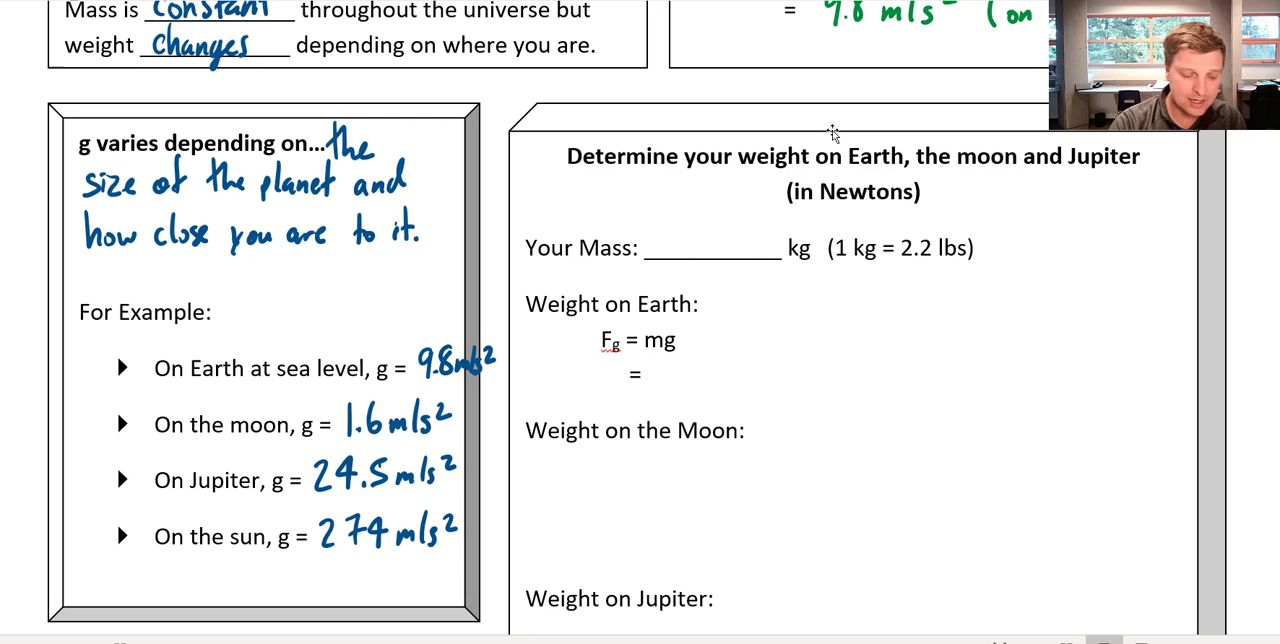 Mass is constant throughout the universe but
weight changes depending on where you are.
= 9.8 m/s² (on
g varies depending on... the
size of the planet and
how close you are to it.
For Example:
On Earth at sea level, g = 9.8 m/s²
On the moon, g = 1.6 m/s²
On Jupiter, g = 24.5 m/s²
On the sun, g = 274 m/s²
Determine your weight on Earth, the moon and Jupiter
(in Newtons)
Your Mass: ____________ kg (1 kg = 2.2 lbs)
Weight on Earth:
Fg = mg
=
Weight on the Moon:
Weight on Jupiter: